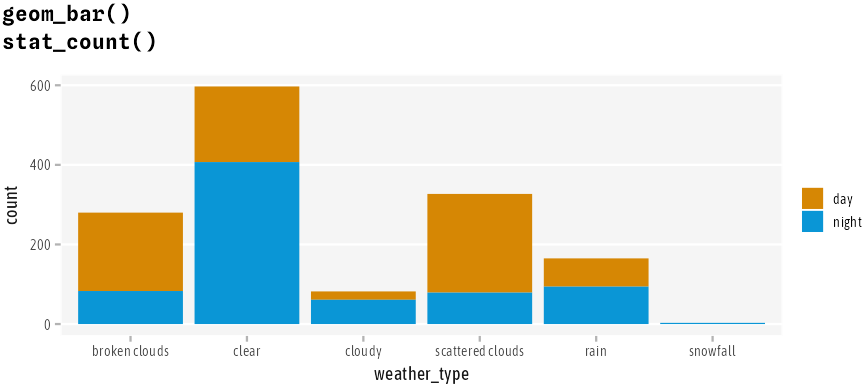 geom_bar()
stat_count()
600
400
200
0
count
broken clouds
clear
cloudy
scattered clouds
rain
snowfall
weather_type
day
night